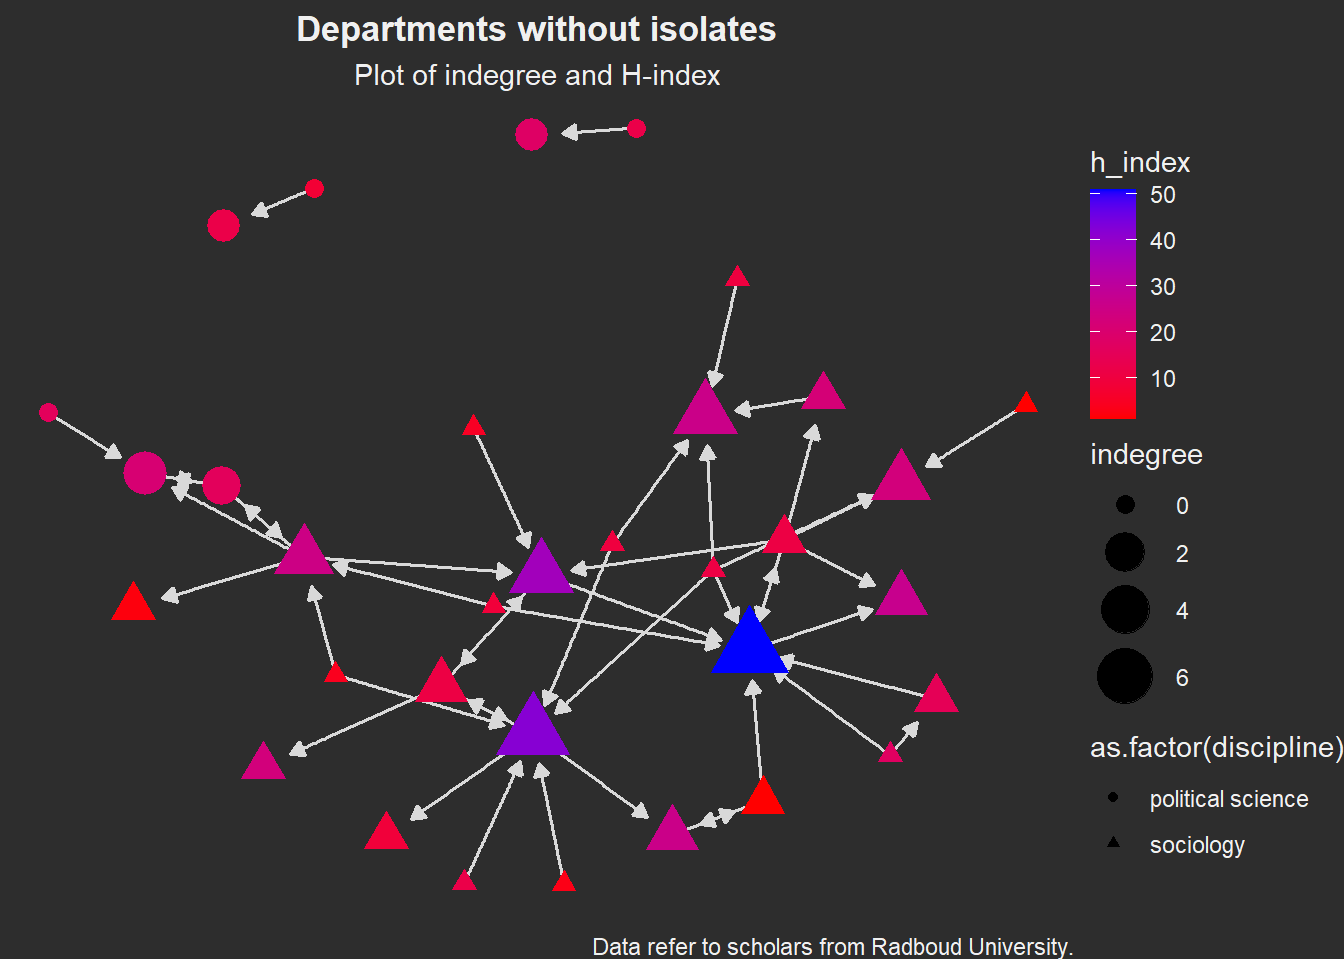 Departments without isolates
Plot of indegree and H-index
h_index
50
40
30
20
10
indegree
0
2
4
6
as.factor(discipline)
political science
sociology
Data refer to scholars from Radboud University.